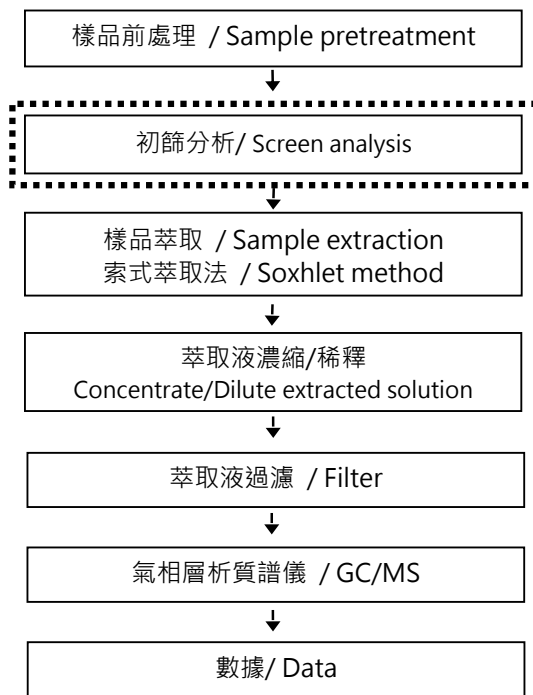 樣品前處理 / Sample pretreatment
初篩分析/ Screen analysis
樣品萃取 / Sample extraction
索式萃取法 / Soxhlet method
萃取液濃縮/稀釋
Concentrate/Dilute extracted solution
萃取液過濾 / Filter
氣相層析質譜儀 / GC/MS
數據/ Data